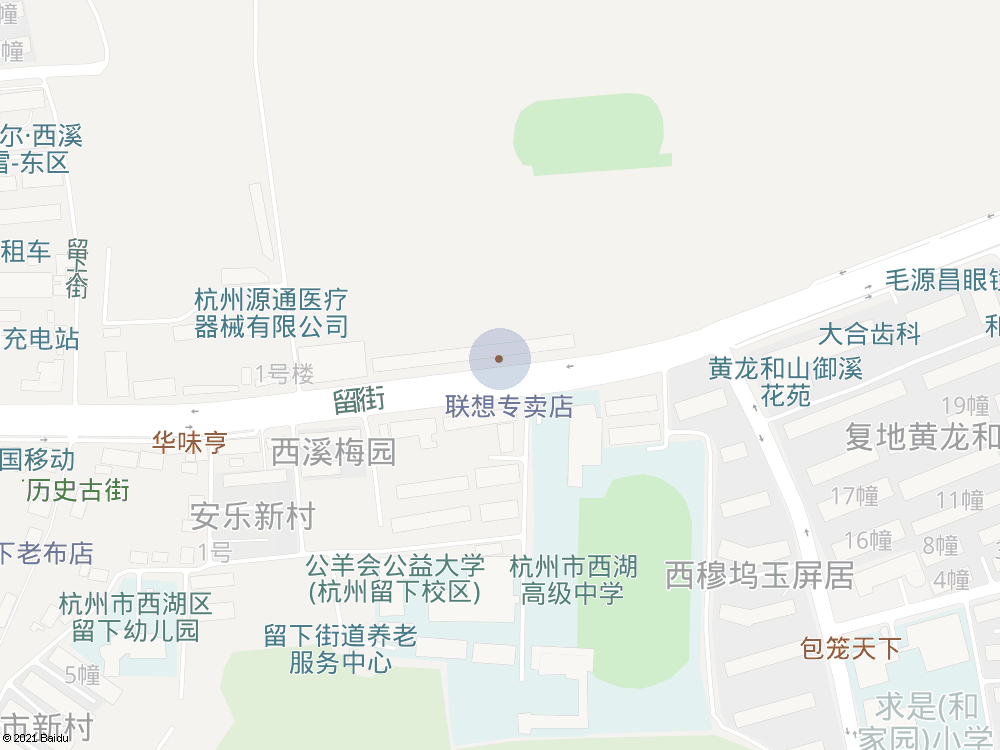 幢
幢
尔·西溪
雪-东区
租车
留下街
杭州源通医疗
器械有限公司
毛源昌眼镜
充电站
大合齿科
和
1号楼
黄龙和山御溪
花苑
留街
联想专卖店
19幢
华味亨
西溪梅园
复地黄龙和
国移动
历史古街
17幢
11幢
安乐新村
16幢
8幢
1号
下老布店
公羊会公益大学
(杭州留下校区)
杭州市西湖
高级中学
西穆坞玉屏居
4幢
杭州市西湖区
留下幼儿园
留下街道养老
服务中心
包笼天下
5幢
求是(和
家园)小学
市新村
© 2021 Baidu